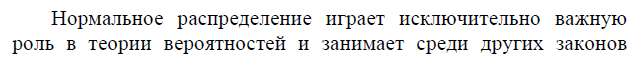 Нормальное распределение играет исключительно важную
роль в теории вероятностей и занимает среди других законов